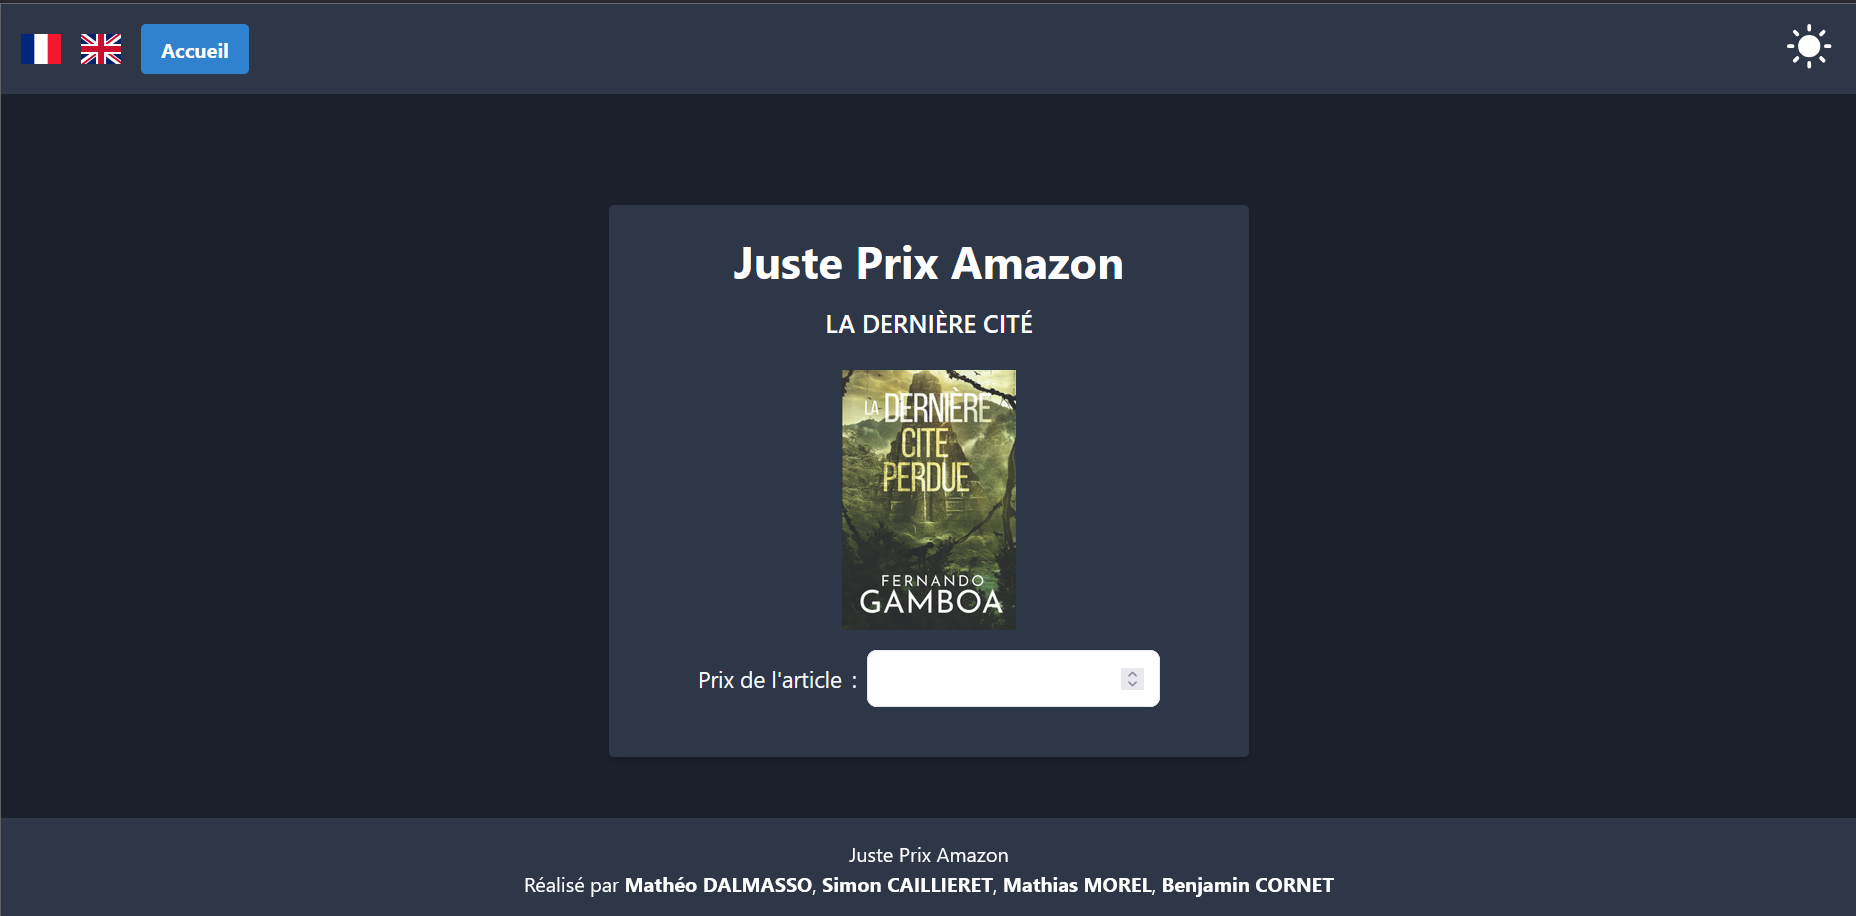 Accueil
Juste Prix Amazon
LA DERNIÈRE CITÉ
LA DERNIÈRE
CITÉ
PERDUE
FERNANDO
GAMBOA
Prix de l'article :
Juste Prix Amazon
Réalisé par Mathéo DALMASSO, Simon CAILLIERET, Mathias MOREL, Benjamin CORNET